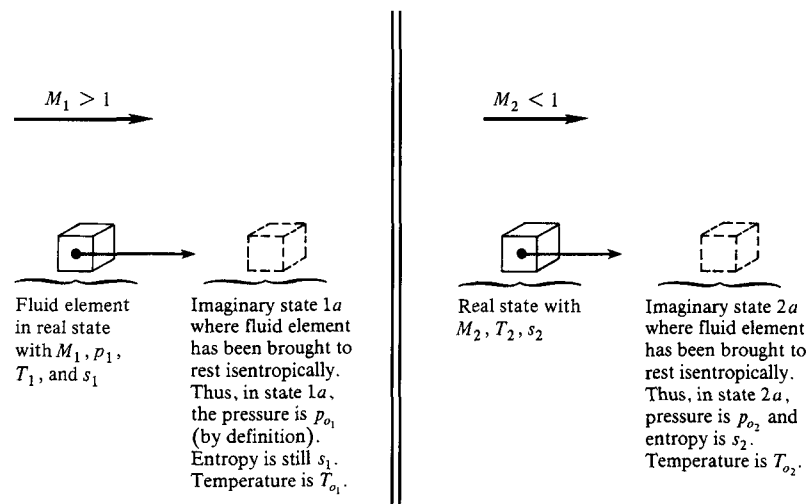 M₁ > 1
M₂ < 1
Fluid element
in real state
with M₁, p₁,
T₁, and s₁
Imaginary state 1a
where fluid element
has been brought to
rest isentropically.
Thus, in state 1a,
the pressure is pₒ₁
(by definition).
Entropy is still s₁.
Temperature is Tₒ₁.
Real state with
M₂, T₂, s₂
Imaginary state 2a
where fluid element
has been brought to
rest isentropically.
Thus, in state 2a,
pressure is pₒ₂ and
entropy is s₂.
Temperature is Tₒ₂.